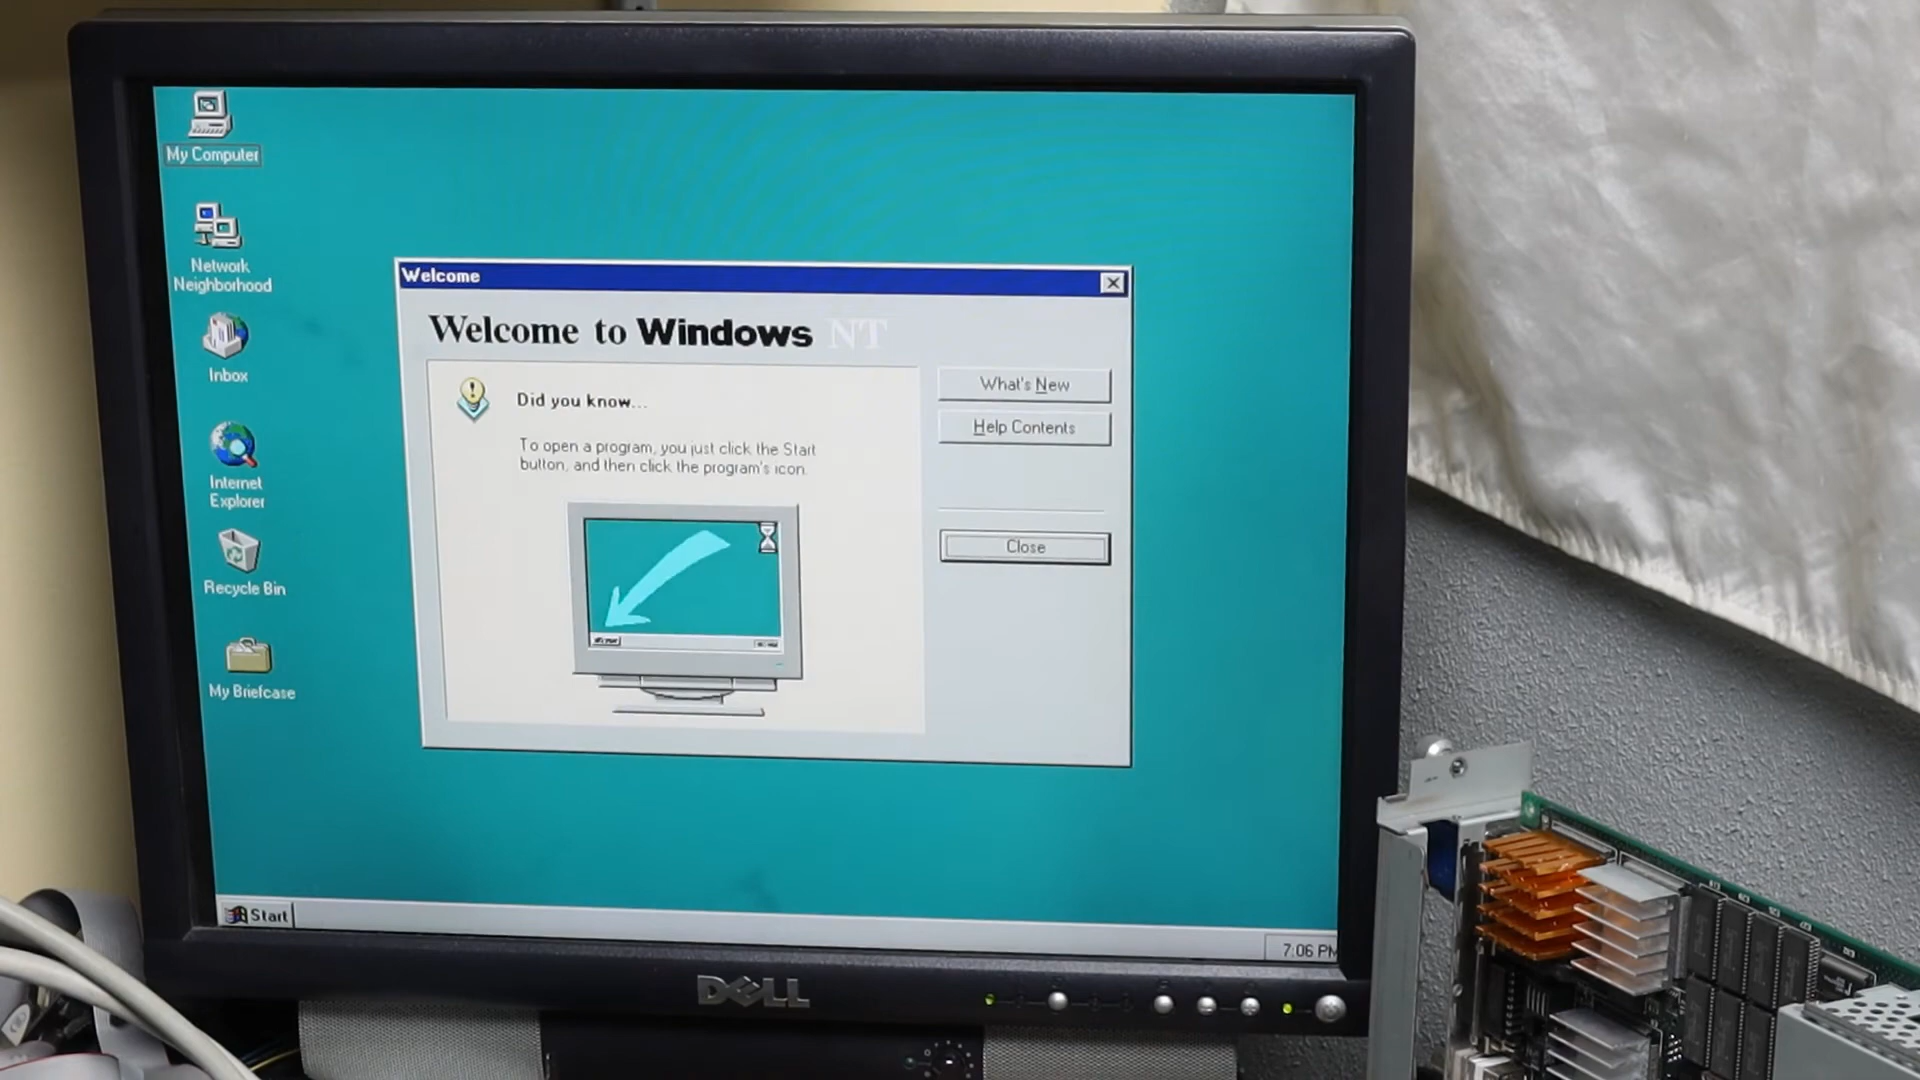 My Computer
Network
Neighborhood
Inbox
Internet
Explorer
Recycle Bin
My Briefcase
Welcome
Welcome to Windows NT
Did you know...
To open a program, you just click the Start
button, and then click the program's icon.
What's New
Help Contents
Close
Start
7:06 PM
DELL